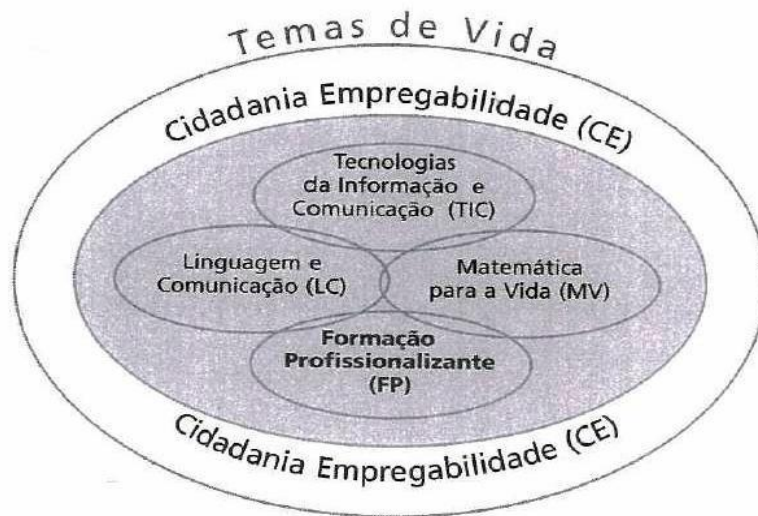 Temas de Vida
Cidadania Empregabilidade (CE)
Tecnologias
da Informação e
Comunicação (TIC)
Linguagem e
Comunicação (LC)
Matemática
para a Vida (MV)
Formação
Profissionalizante
(FP)
Cidadania Empregabilidade (CE)